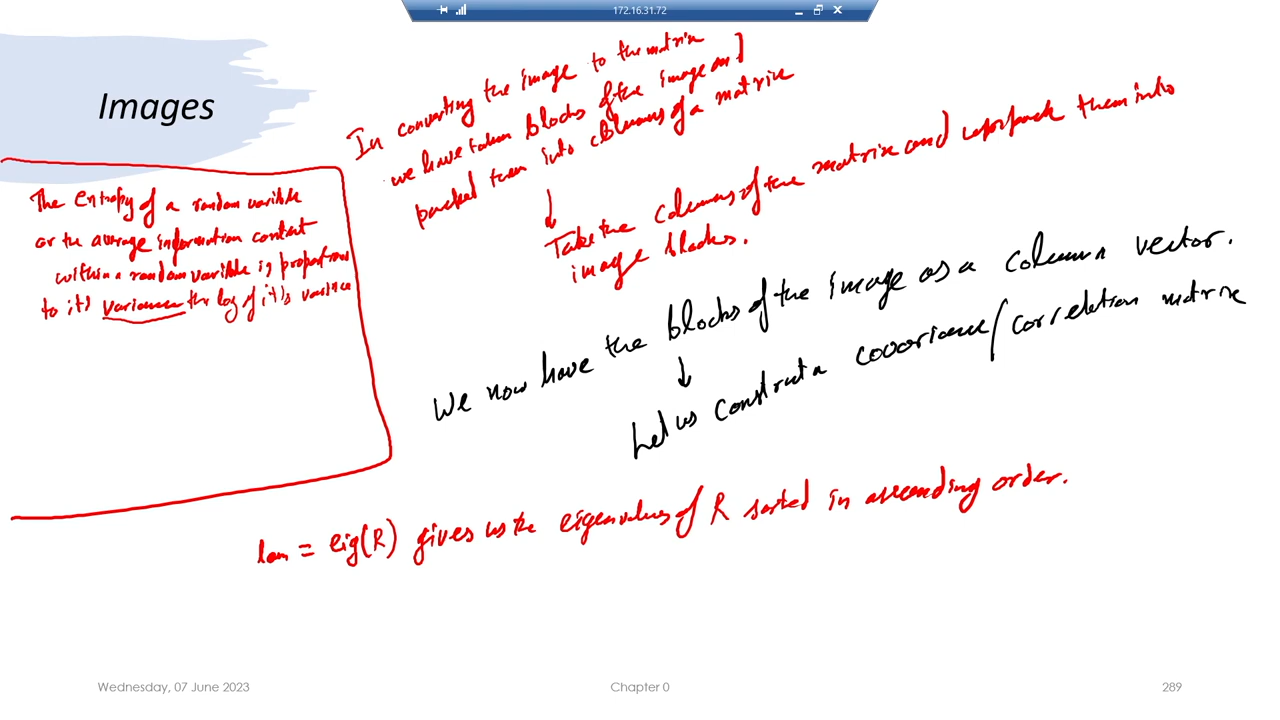 172.16.31.72
Images
In converting the image to the matrix
we have taken blocks of the image and
packed them into columns of a matrix
↓
Take the columns of the matrix and them into
image blocks.
The entropy of a random variable
or the average information content
within a random variable is proportional
to it's variance the log of it's variance
We now have the blocks of the image as a column vector.
↓
Let us construct a covariance/correlation matrix
lam = eig(R) gives us the eigenvalues of R sorted in ascending order.
Wednesday, 07 June 2023
Chapter 0
289